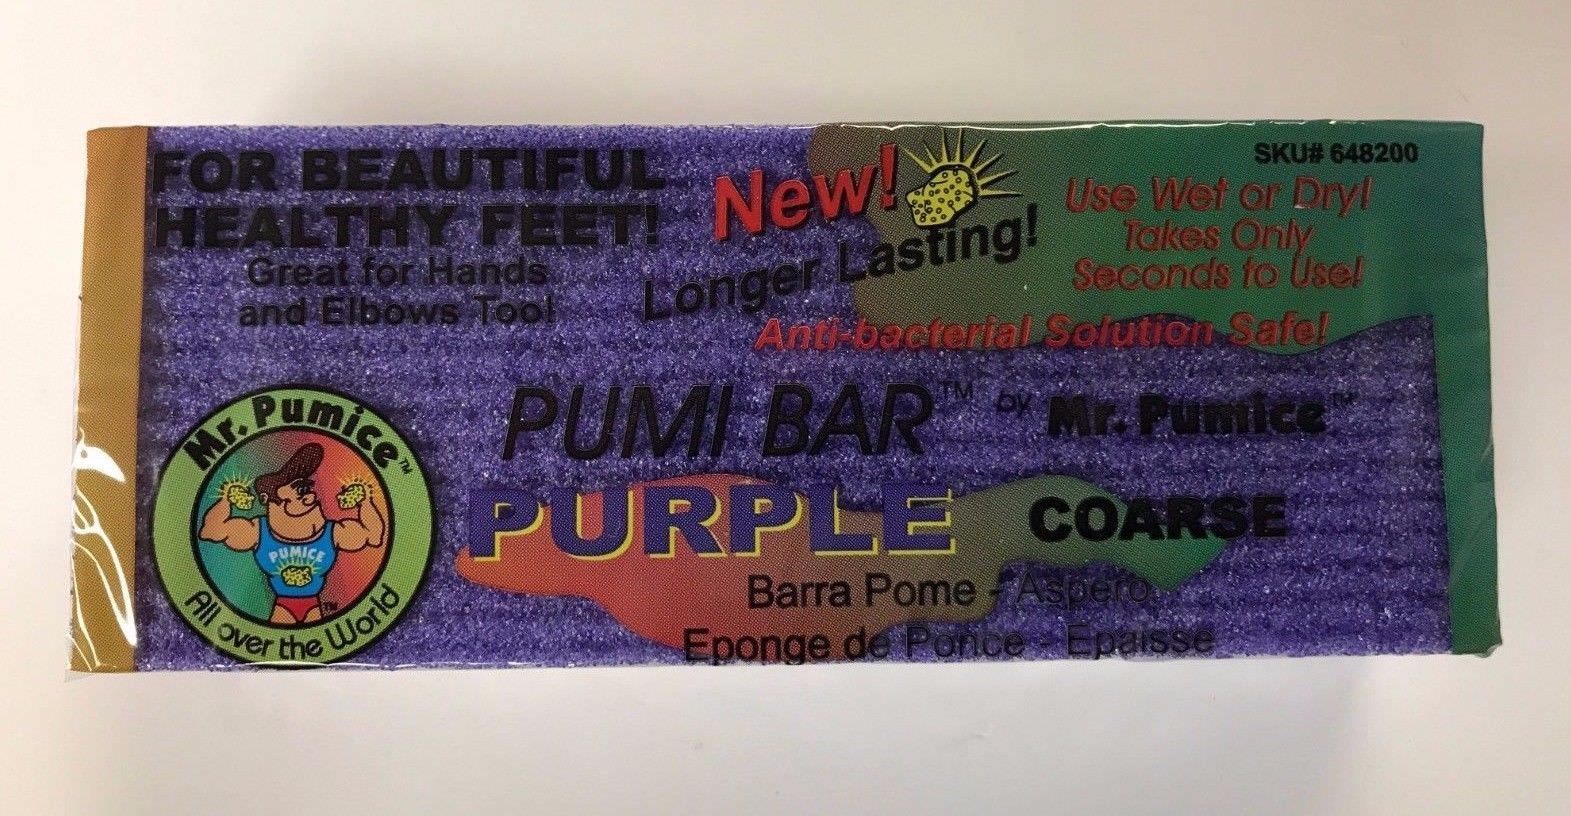 FOR BEAUTIFUL
HEALTHY FEET!
Great for Hands
and Elbows Too!
New!
Longer Lasting!
SKU# 648200
Use Wet or Dry!
Takes Only
Seconds to Use!
Anti-bacterial Solution Safe!
PUMI BAR™ by Mr. Pumice™
PURPLE COARSE
Barra Pome - Aspero
Eponge de Ponce - Epaisse
Mr. Pumice™
PUMICE
TM
All over the World